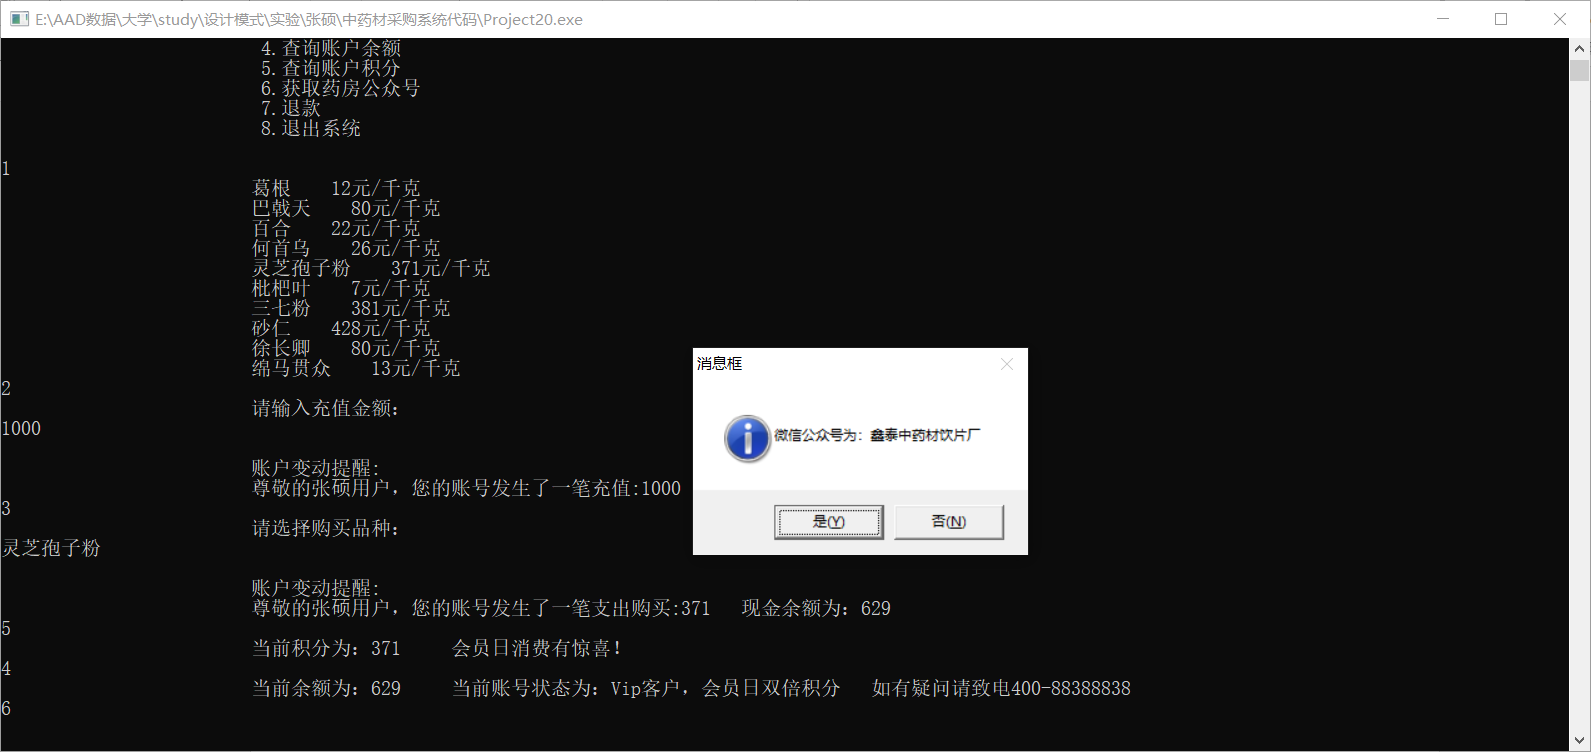 E:\AAD数据\大学\study\设计模式\实验\张硕\中药材采购系统代码\Project20.exe
4.查询账户余额
5.查询账户积分
6.获取药房公众号
7.退款
8.退出系统
1
葛根    12元/千克
巴戟天    80元/千克
百合    22元/千克
何首乌    26元/千克
灵芝孢子粉    371元/千克
枇杷叶    7元/千克
三七粉    381元/千克
砂仁    428元/千克
徐长卿    80元/千克
绵马贯众    13元/千克
2
请输入充值金额：
1000
账户变动提醒:
尊敬的张硕用户，您的账号发生了一笔充值:1000
3
请选择购买品种：
灵芝孢子粉
账户变动提醒:
尊敬的张硕用户，您的账号发生了一笔支出购买:371   现金余额为：629
5
当前积分为：371     会员日消费有惊喜！
4
当前余额为：629     当前账号状态为：Vip客户，会员日双倍积分   如有疑问请致电400-88388838
6
消息框
微信公众号为：鑫泰中药材饮片厂
是(Y)
否(N)